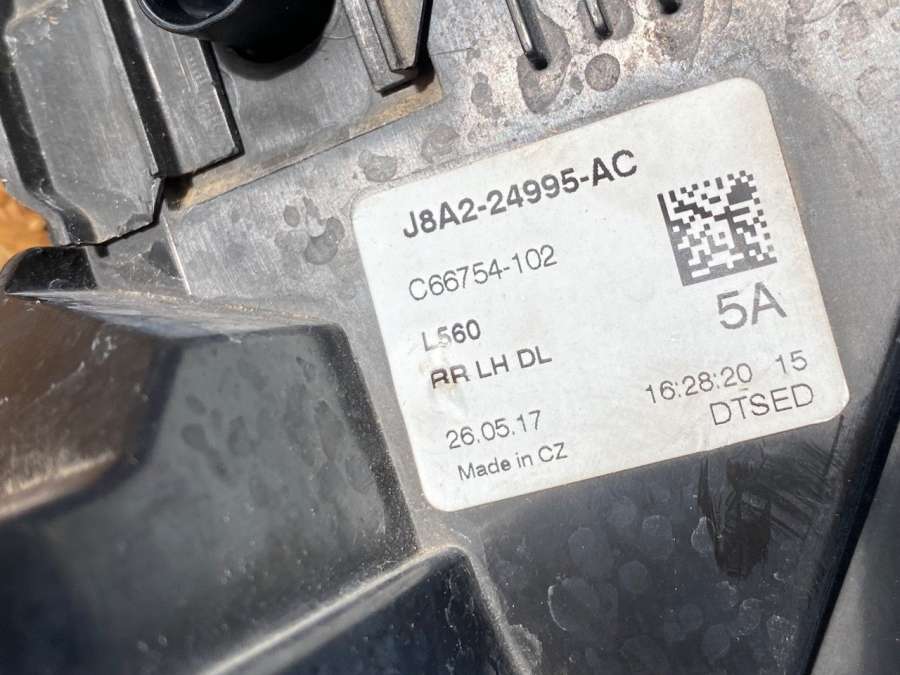 J8A2-24995-AC
C66754-102
5A
L560
RR LH DL
26.05.17
16:28:20 15
Made in CZ
DTSED